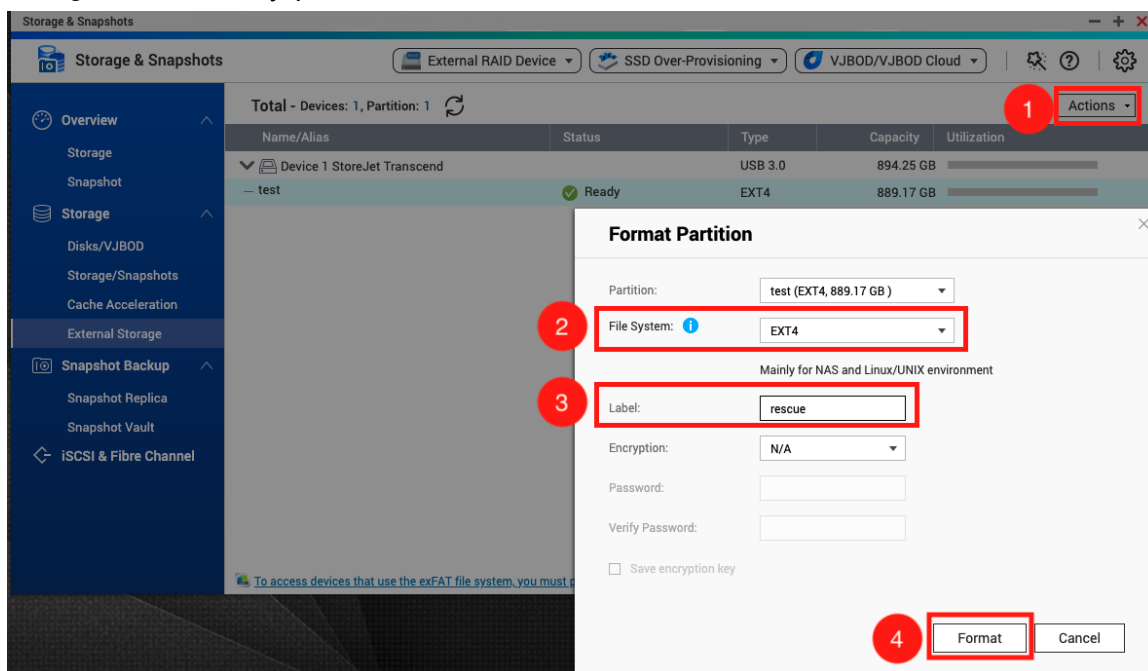 Storage & Snapshots
Storage & Snapshots
External RAID Device
SSD Over-Provisioning
VJBOD/VJBOD Cloud
Overview
Storage
Snapshot
Storage
Disks/VJBOD
Storage/Snapshots
Cache Acceleration
External Storage
Snapshot Backup
Snapshot Replica
Snapshot Vault
iSCSI & Fibre Channel
Total - Devices: 1, Partition: 1
1
Actions
Name/Alias Status Type Capacity Utilization
Device 1 StoreJet Transcend USB 3.0 894.25 GB
test Ready EXT4 889.17 GB
Format Partition
Partition: test (EXT4, 889.17 GB )
2 File System: EXT4
Mainly for NAS and Linux/UNIX environment
3 Label: rescue
Encryption: N/A
Password:
Verify Password:
Save encryption key
To access devices that use the exFAT file system, you must
4 Format Cancel